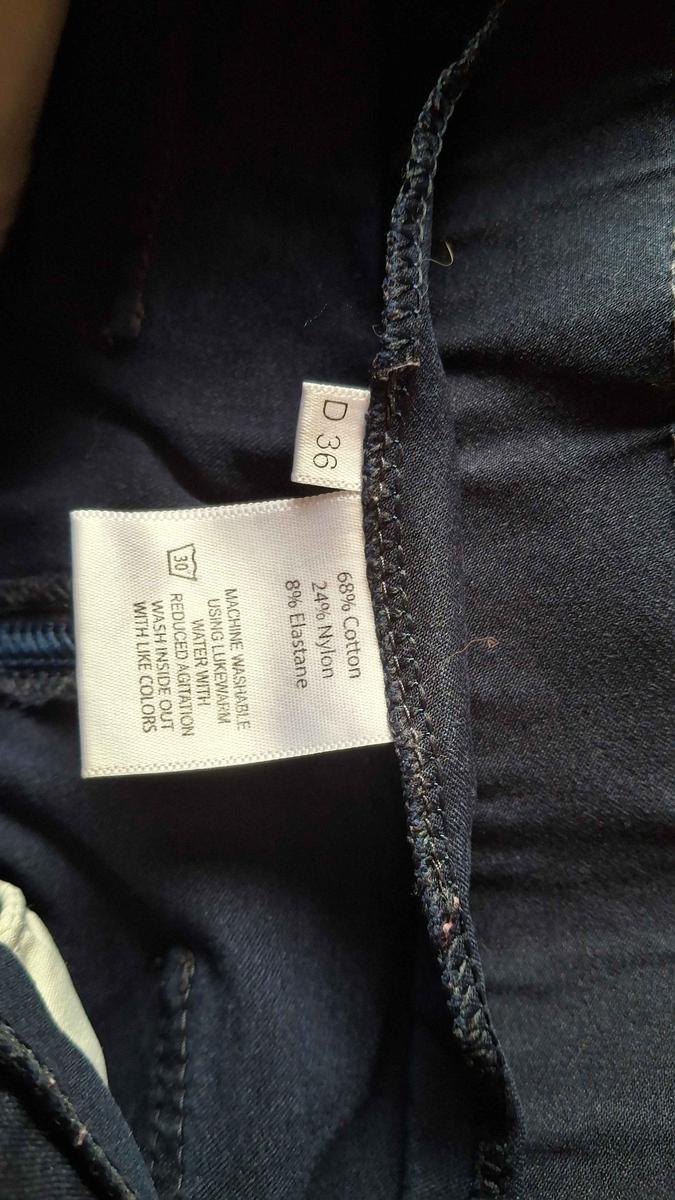 D 36
68% Cotton
24% Nylon
8% Elastane
MACHINE WASHABLE
USING LUKEWARM
WATER WITH
REDUCED AGITATION
WASH INSIDE OUT
WITH LIKE COLORS
30